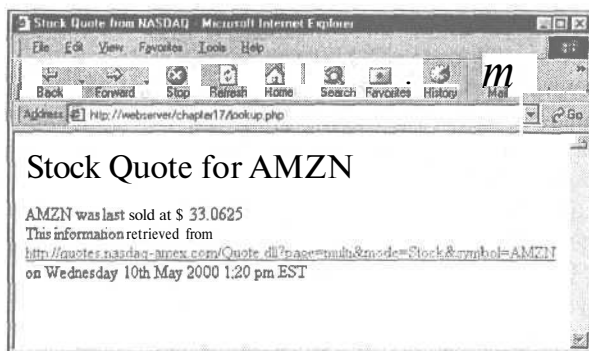 Stock Quote from NASDAQ - Microsoft Internet Explorer
File Edit View Favorites Tools Help
Back Forward Stop Refresh Home Search Favorites History Mail m »
Address http://webserver/chapter17/lookup.php Go
Stock Quote for AMZN
AMZN was last sold at $ 33.0625
This information retrieved from
http://quotes.nasdaq-amex.com/Quote.dll?page=multi&mode=Stock&symbol=AMZN
on Wednesday 10th May 2000 1:20 pm EST